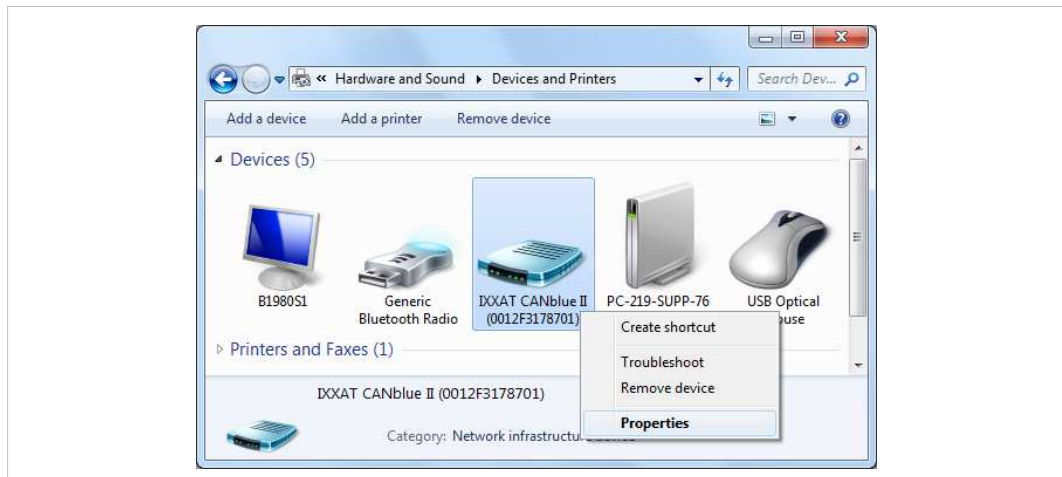 « Hardware and Sound ▸ Devices and Printers
Search Dev...
Add a device
Add a printer
Remove device
Devices (5)
B1980S1
Generic
Bluetooth Radio
IXXAT CANblue II
(0012F3178701)
PC-219-SUPP-76
USB Optical
Create shortcut
Troubleshoot
Remove device
Properties
Printers and Faxes (1)
IXXAT CANblue II (0012F3178701)
Category: Network